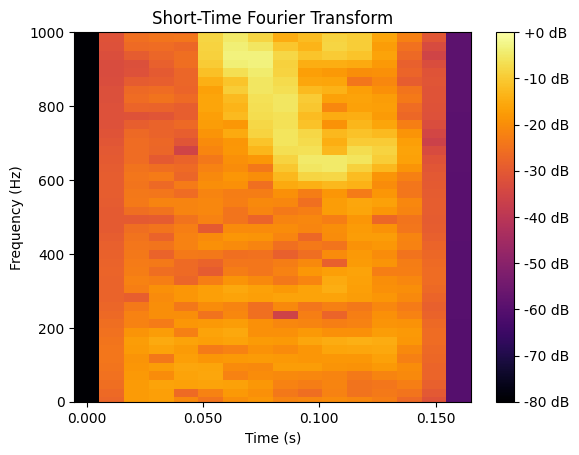 Short-Time Fourier Transform
1000
800
600
400
200
0
Frequency (Hz)
0.000
0.050
0.100
0.150
Time (s)
+0 dB
-10 dB
-20 dB
-30 dB
-40 dB
-50 dB
-60 dB
-70 dB
-80 dB